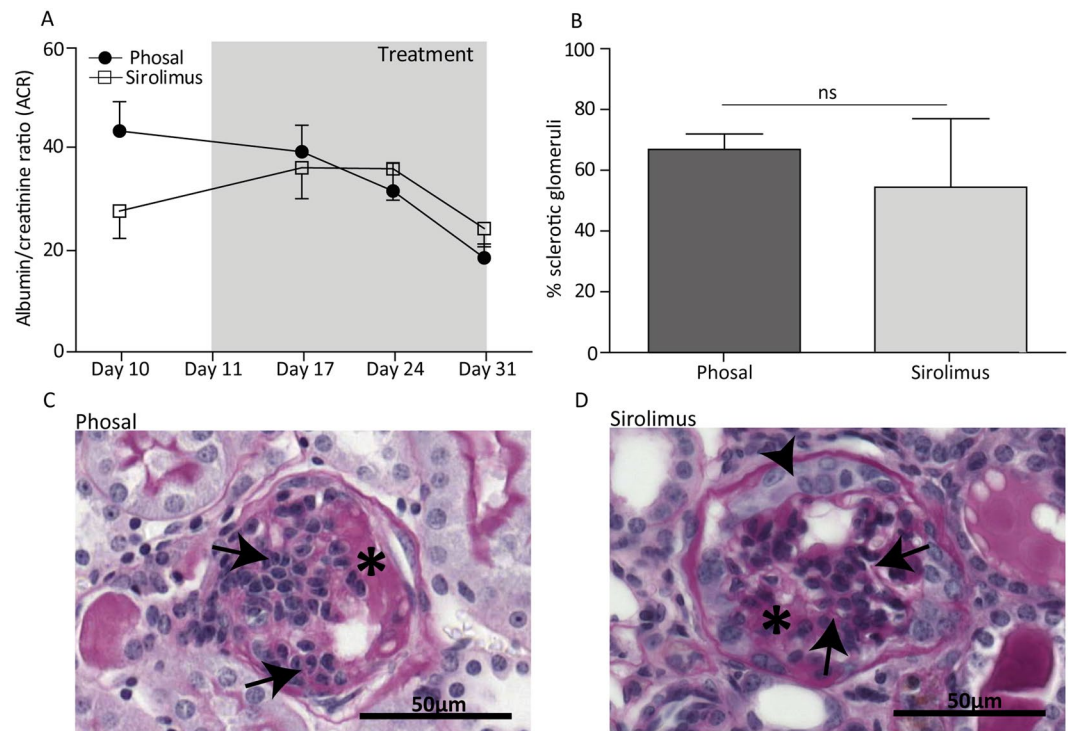 A
Albumin/creatinine ratio (ACR)
60
40
20
0
Phosal
Sirolimus
Treatment
Day 10 Day 11 Day 17 Day 24 Day 31
B
% sclerotic glomeruli
100
80
60
40
20
0
ns
Phosal Sirolimus
C
Phosal
*
50µm
D
Sirolimus
*
50µm